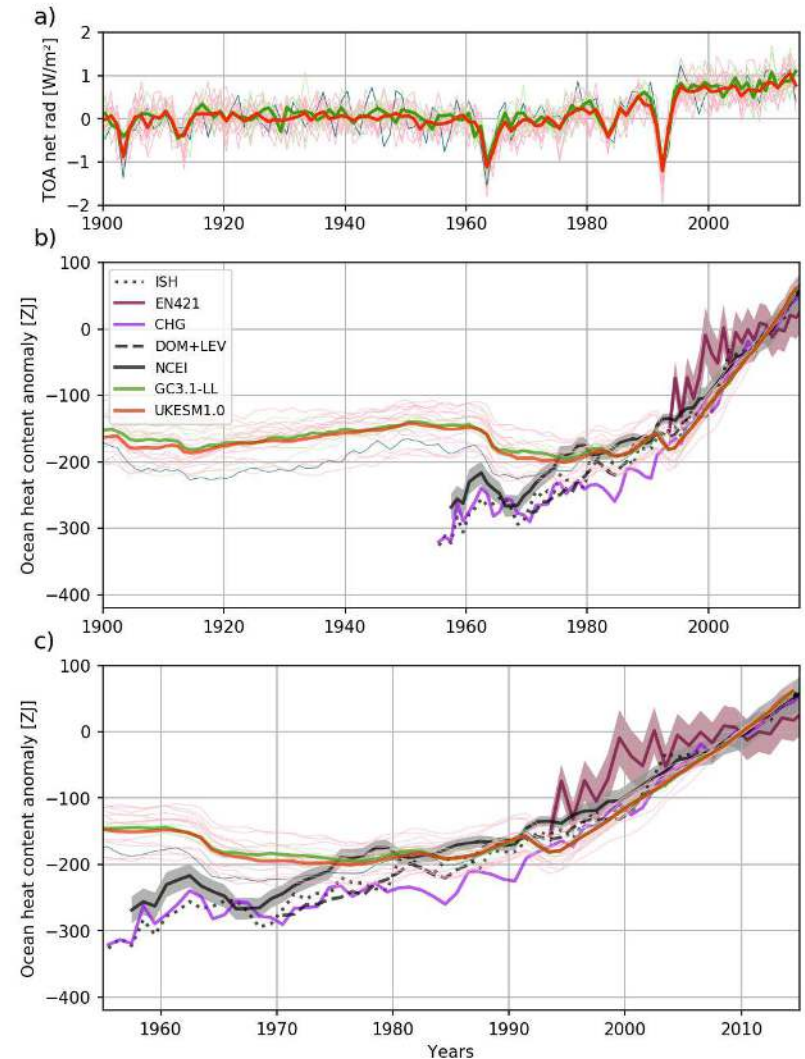 a)
TOA net rad [W/m²]
2
1
0
−1
−2
1900 1920 1940 1960 1980 2000
b)
Ocean heat content anomaly [ZJ]
100
0
−100
−200
−300
−400
ISH
EN421
CHG
DOM+LEV
NCEI
GC3.1-LL
UKESM1.0
1900 1920 1940 1960 1980 2000
c)
Ocean heat content anomaly [ZJ]
100
0
−100
−200
−300
−400
1960 1970 1980 1990 2000 2010
Years